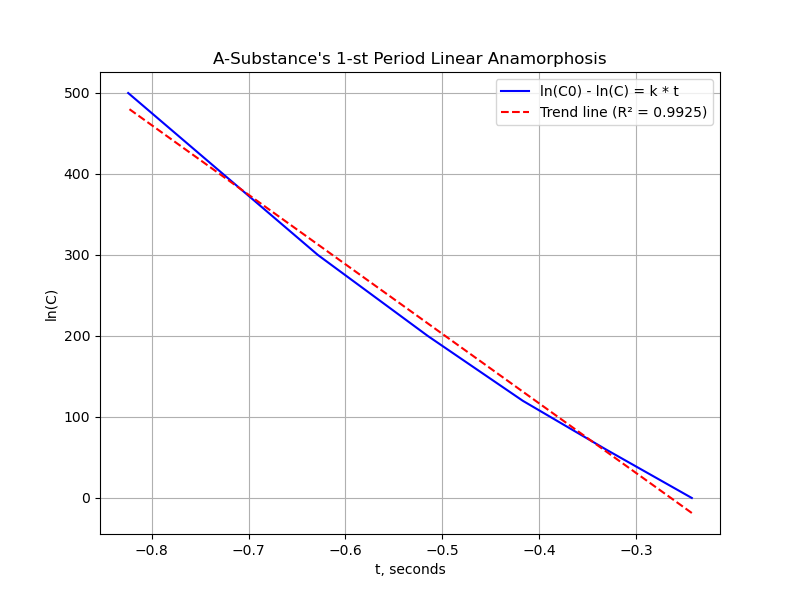 A-Substance's 1-st Period Linear Anamorphosis
ln(C0) - ln(C) = k * t
Trend line (R² = 0.9925)
500
400
300
200
100
0
ln(C)
−0.8
−0.7
−0.6
−0.5
−0.4
−0.3
t, seconds